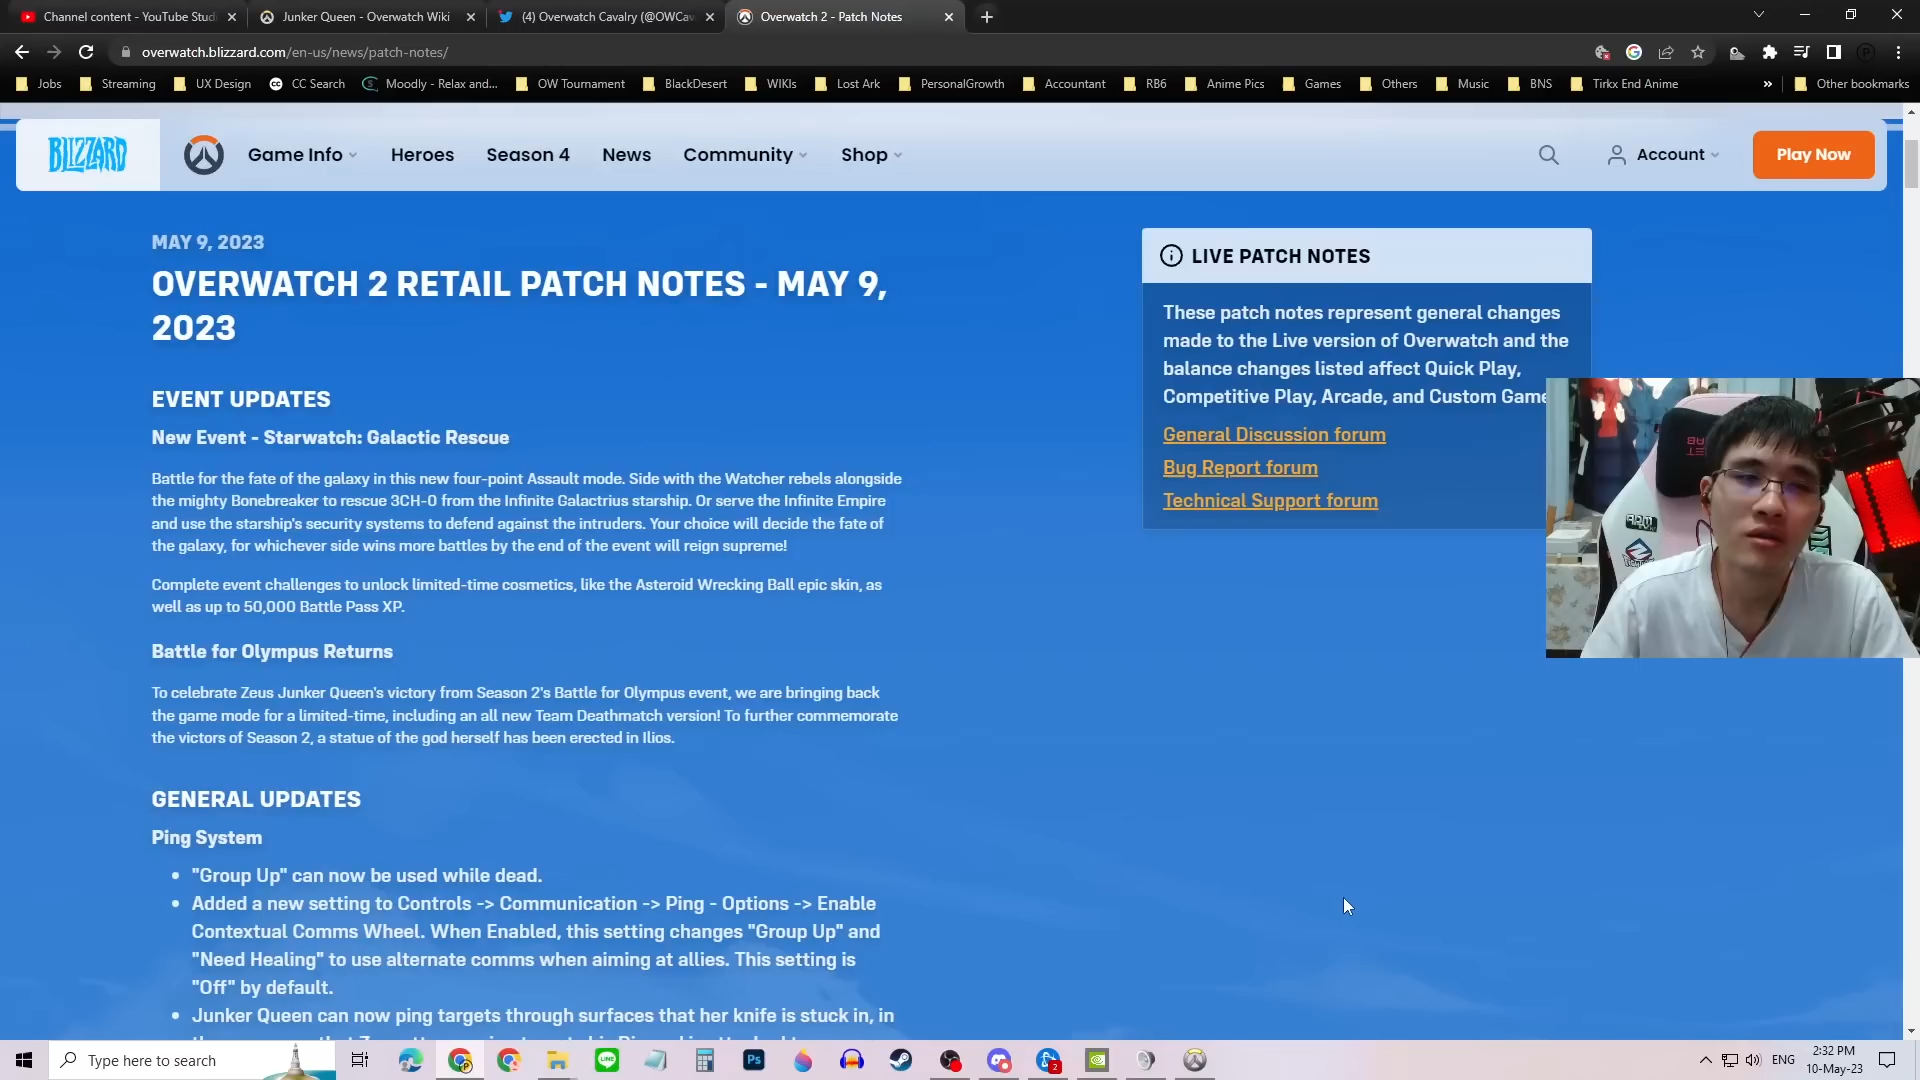 Channel content - YouTube Stud
Junker Queen - Overwatch Wiki
(4) Overwatch Cavalry (@OWCav
Overwatch 2 - Patch Notes
overwatch.blizzard.com/en-us/news/patch-notes/
Jobs
Streaming
UX Design
CC Search
Moodly - Relax and...
OW Tournament
BlackDesert
WIKIs
Lost Ark
PersonalGrowth
Accountant
RB6
Anime Pics
Games
Others
Music
BNS
Tirkx End Anime
»
Other bookmarks
BLIZZARD
Game Info
Heroes
Season 4
News
Community
Shop
Account
Play Now
MAY 9, 2023
OVERWATCH 2 RETAIL PATCH NOTES - MAY 9,
2023
EVENT UPDATES
New Event - Starwatch: Galactic Rescue
Battle for the fate of the galaxy in this new four-point Assault mode. Side with the Watcher rebels alongside
the mighty Bonebreaker to rescue 3CH-0 from the Infinite Galactrius starship. Or serve the Infinite Empire
and use the starship's security systems to defend against the intruders. Your choice will decide the fate of
the galaxy, for whichever side wins more battles by the end of the event will reign supreme!
Complete event challenges to unlock limited-time cosmetics, like the Asteroid Wrecking Ball epic skin, as
well as up to 50,000 Battle Pass XP.
Battle for Olympus Returns
To celebrate Zeus Junker Queen's victory from Season 2's Battle for Olympus event, we are bringing back
the game mode for a limited-time, including an all new Team Deathmatch version! To further commemorate
the victors of Season 2, a statue of the god herself has been erected in Ilios.
GENERAL UPDATES
Ping System
• "Group Up" can now be used while dead.
• Added a new setting to Controls -> Communication -> Ping - Options -> Enable
Contextual Comms Wheel. When Enabled, this setting changes "Group Up" and
"Need Healing" to use alternate comms when aiming at allies. This setting is
"Off" by default.
• Junker Queen can now ping targets through surfaces that her knife is stuck in, in
LIVE PATCH NOTES
These patch notes represent general changes
made to the Live version of Overwatch and the
balance changes listed affect Quick Play,
Competitive Play, Arcade, and Custom Game
General Discussion forum
Bug Report forum
Technical Support forum
Type here to search
Ps
LINE
2
ENG
2:32 PM
10-May-23